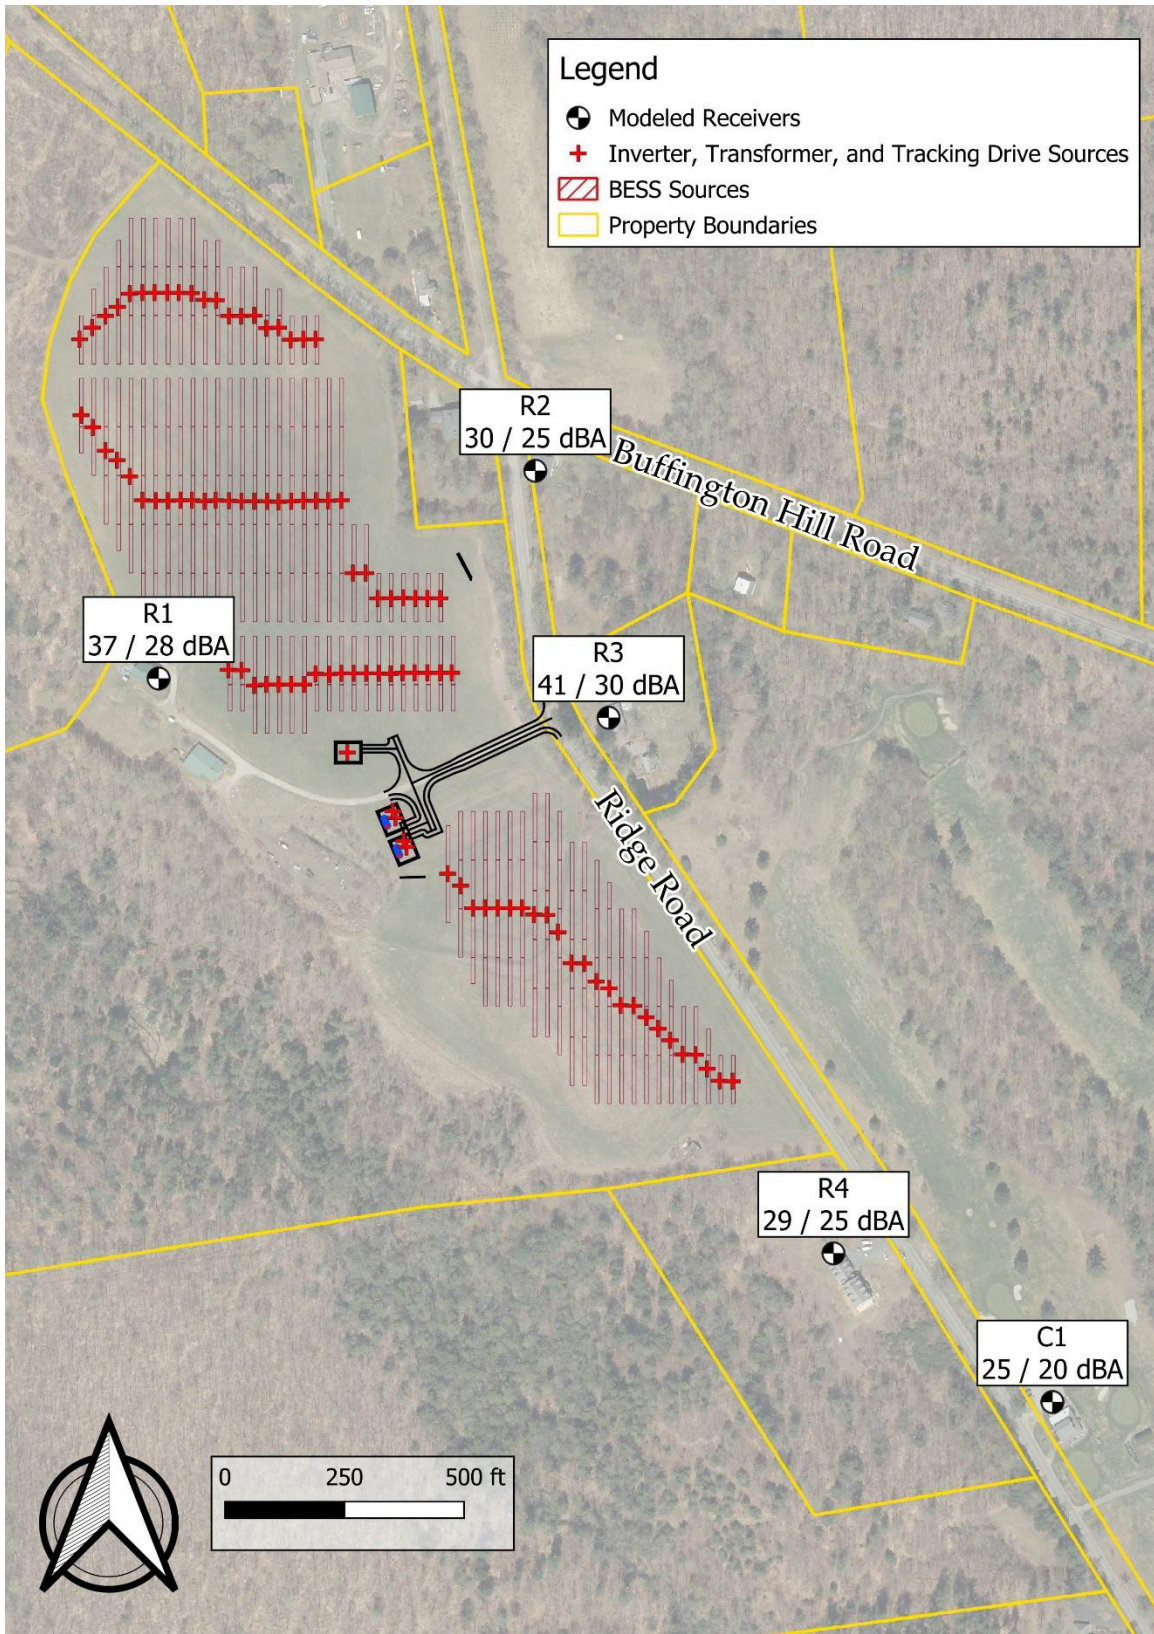 Legend
Modeled Receivers
Inverter, Transformer, and Tracking Drive Sources
BESS Sources
Property Boundaries
R2
30 / 25 dBA
Buffington Hill Road
R1
37 / 28 dBA
R3
41 / 30 dBA
Ridge Road
R4
29 / 25 dBA
C1
25 / 20 dBA
0 250 500 ft